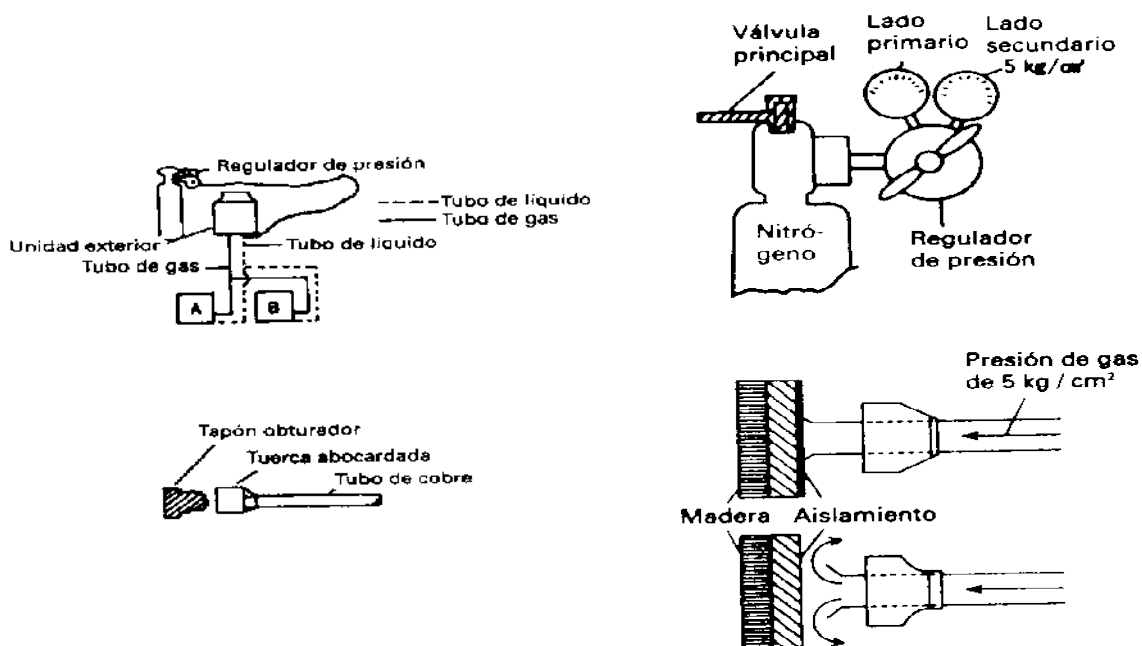 Regulador de presión
Tubo de líquido
Tubo de gas
Unidad exterior
Tubo de líquido
Tubo de gas
A
B
Válvula
principal
Lado
primario
Lado
secundario
5 kg/cm²
Nitró-
geno
Regulador
de presión
Tapón obturador
Tuerca abocardada
Tubo de cobre
Presión de gas
de 5 kg / cm²
Madera
Aislamiento